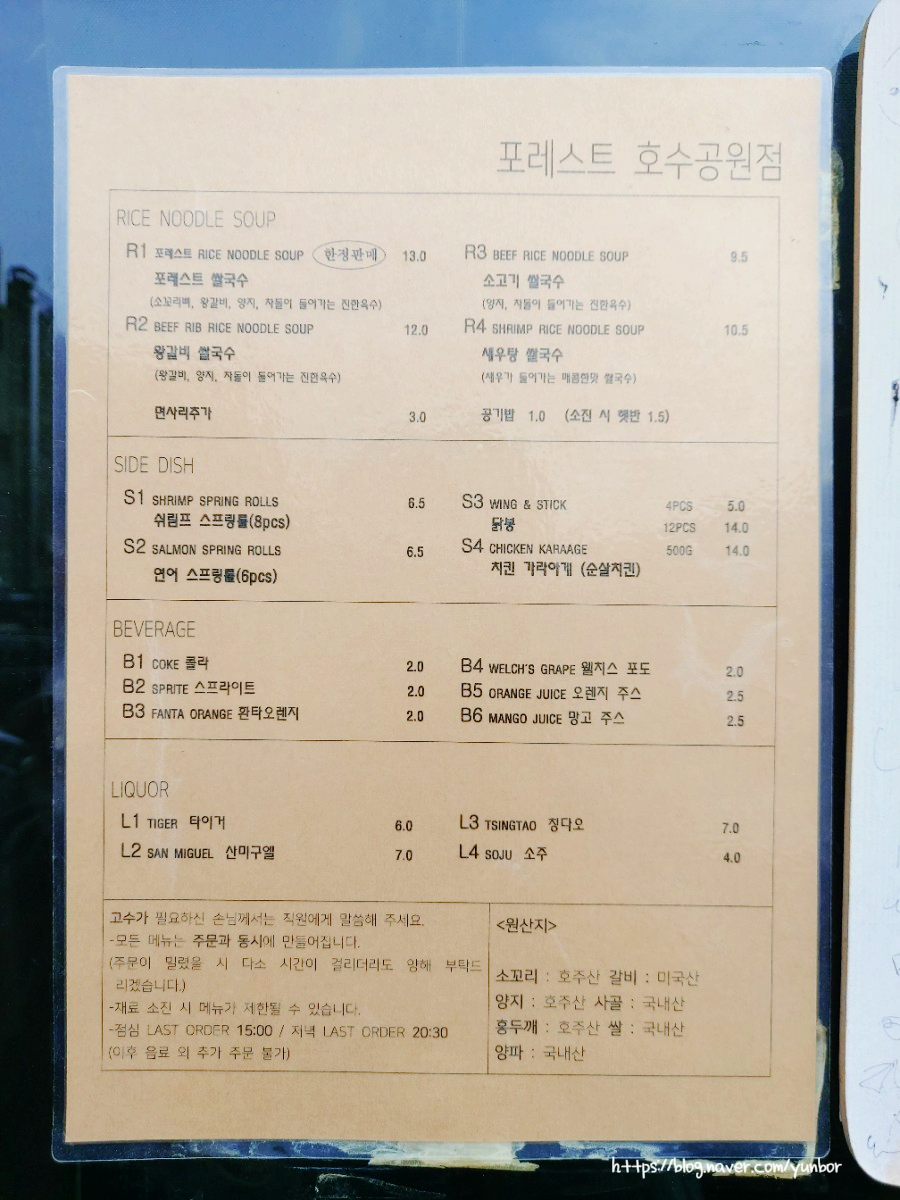 포레스트 호수공원점
RICE NOODLE SOUP
R1 포레스트 RICE NOODLE SOUP 한정판매 13.0
포레스트 쌀국수
(소꼬리뼈, 왕갈비, 양지, 차돌이 들어가는 진한육수)
R2 BEEF RIB RICE NOODLE SOUP 12.0
왕갈비 쌀국수
(왕갈비, 양지, 차돌이 들어가는 진한육수)
면사리추가 3.0
R3 BEEF RICE NOODLE SOUP 9.5
소고기 쌀국수
(양지, 차돌이 들어가는 진한육수)
R4 SHRIMP RICE NOODLE SOUP 10.5
새우탕 쌀국수
(새우가 들어가는 매콤한맛 쌀국수)
공기밥 1.0 (소진 시 햇반 1.5)
SIDE DISH
S1 SHRIMP SPRING ROLLS 6.5
쉬림프 스프링롤(8pcs)
S2 SALMON SPRING ROLLS 6.5
연어 스프링롤(6pcs)
S3 WING & STICK 4PCS 5.0
닭봉 12PCS 14.0
S4 CHICKEN KARAAGE 500G 14.0
치킨 가라아게 (순살치킨)
BEVERAGE
B1 COKE 콜라 2.0
B2 SPRITE 스프라이트 2.0
B3 FANTA ORANGE 환타오렌지 2.0
B4 WELCH'S GRAPE 웰치스 포도 2.0
B5 ORANGE JUICE 오렌지 주스 2.5
B6 MANGO JUICE 망고 주스 2.5
LIQUOR
L1 TIGER 타이거 6.0
L2 SAN MIGUEL 산미구엘 7.0
L3 TSINGTAO 칭다오 7.0
L4 SOJU 소주 4.0
고수가 필요하신 손님께서는 직원에게 말씀해 주세요.
-모든 메뉴는 주문과 동시에 만들어집니다.
(주문이 밀렸을 시 다소 시간이 걸리더라도 양해 부탁드
리겠습니다.)
-재료 소진 시 메뉴가 제한될 수 있습니다.
-점심 LAST ORDER 15:00 / 저녁 LAST ORDER 20:30
(이후 음료 외 추가 주문 불가)
<원산지>
소꼬리 : 호주산 갈비 : 미국산
양지 : 호주산 사골 : 국내산
홍두깨 : 호주산 쌀 : 국내산
양파 : 국내산
https://blog.naver.com/yunbor